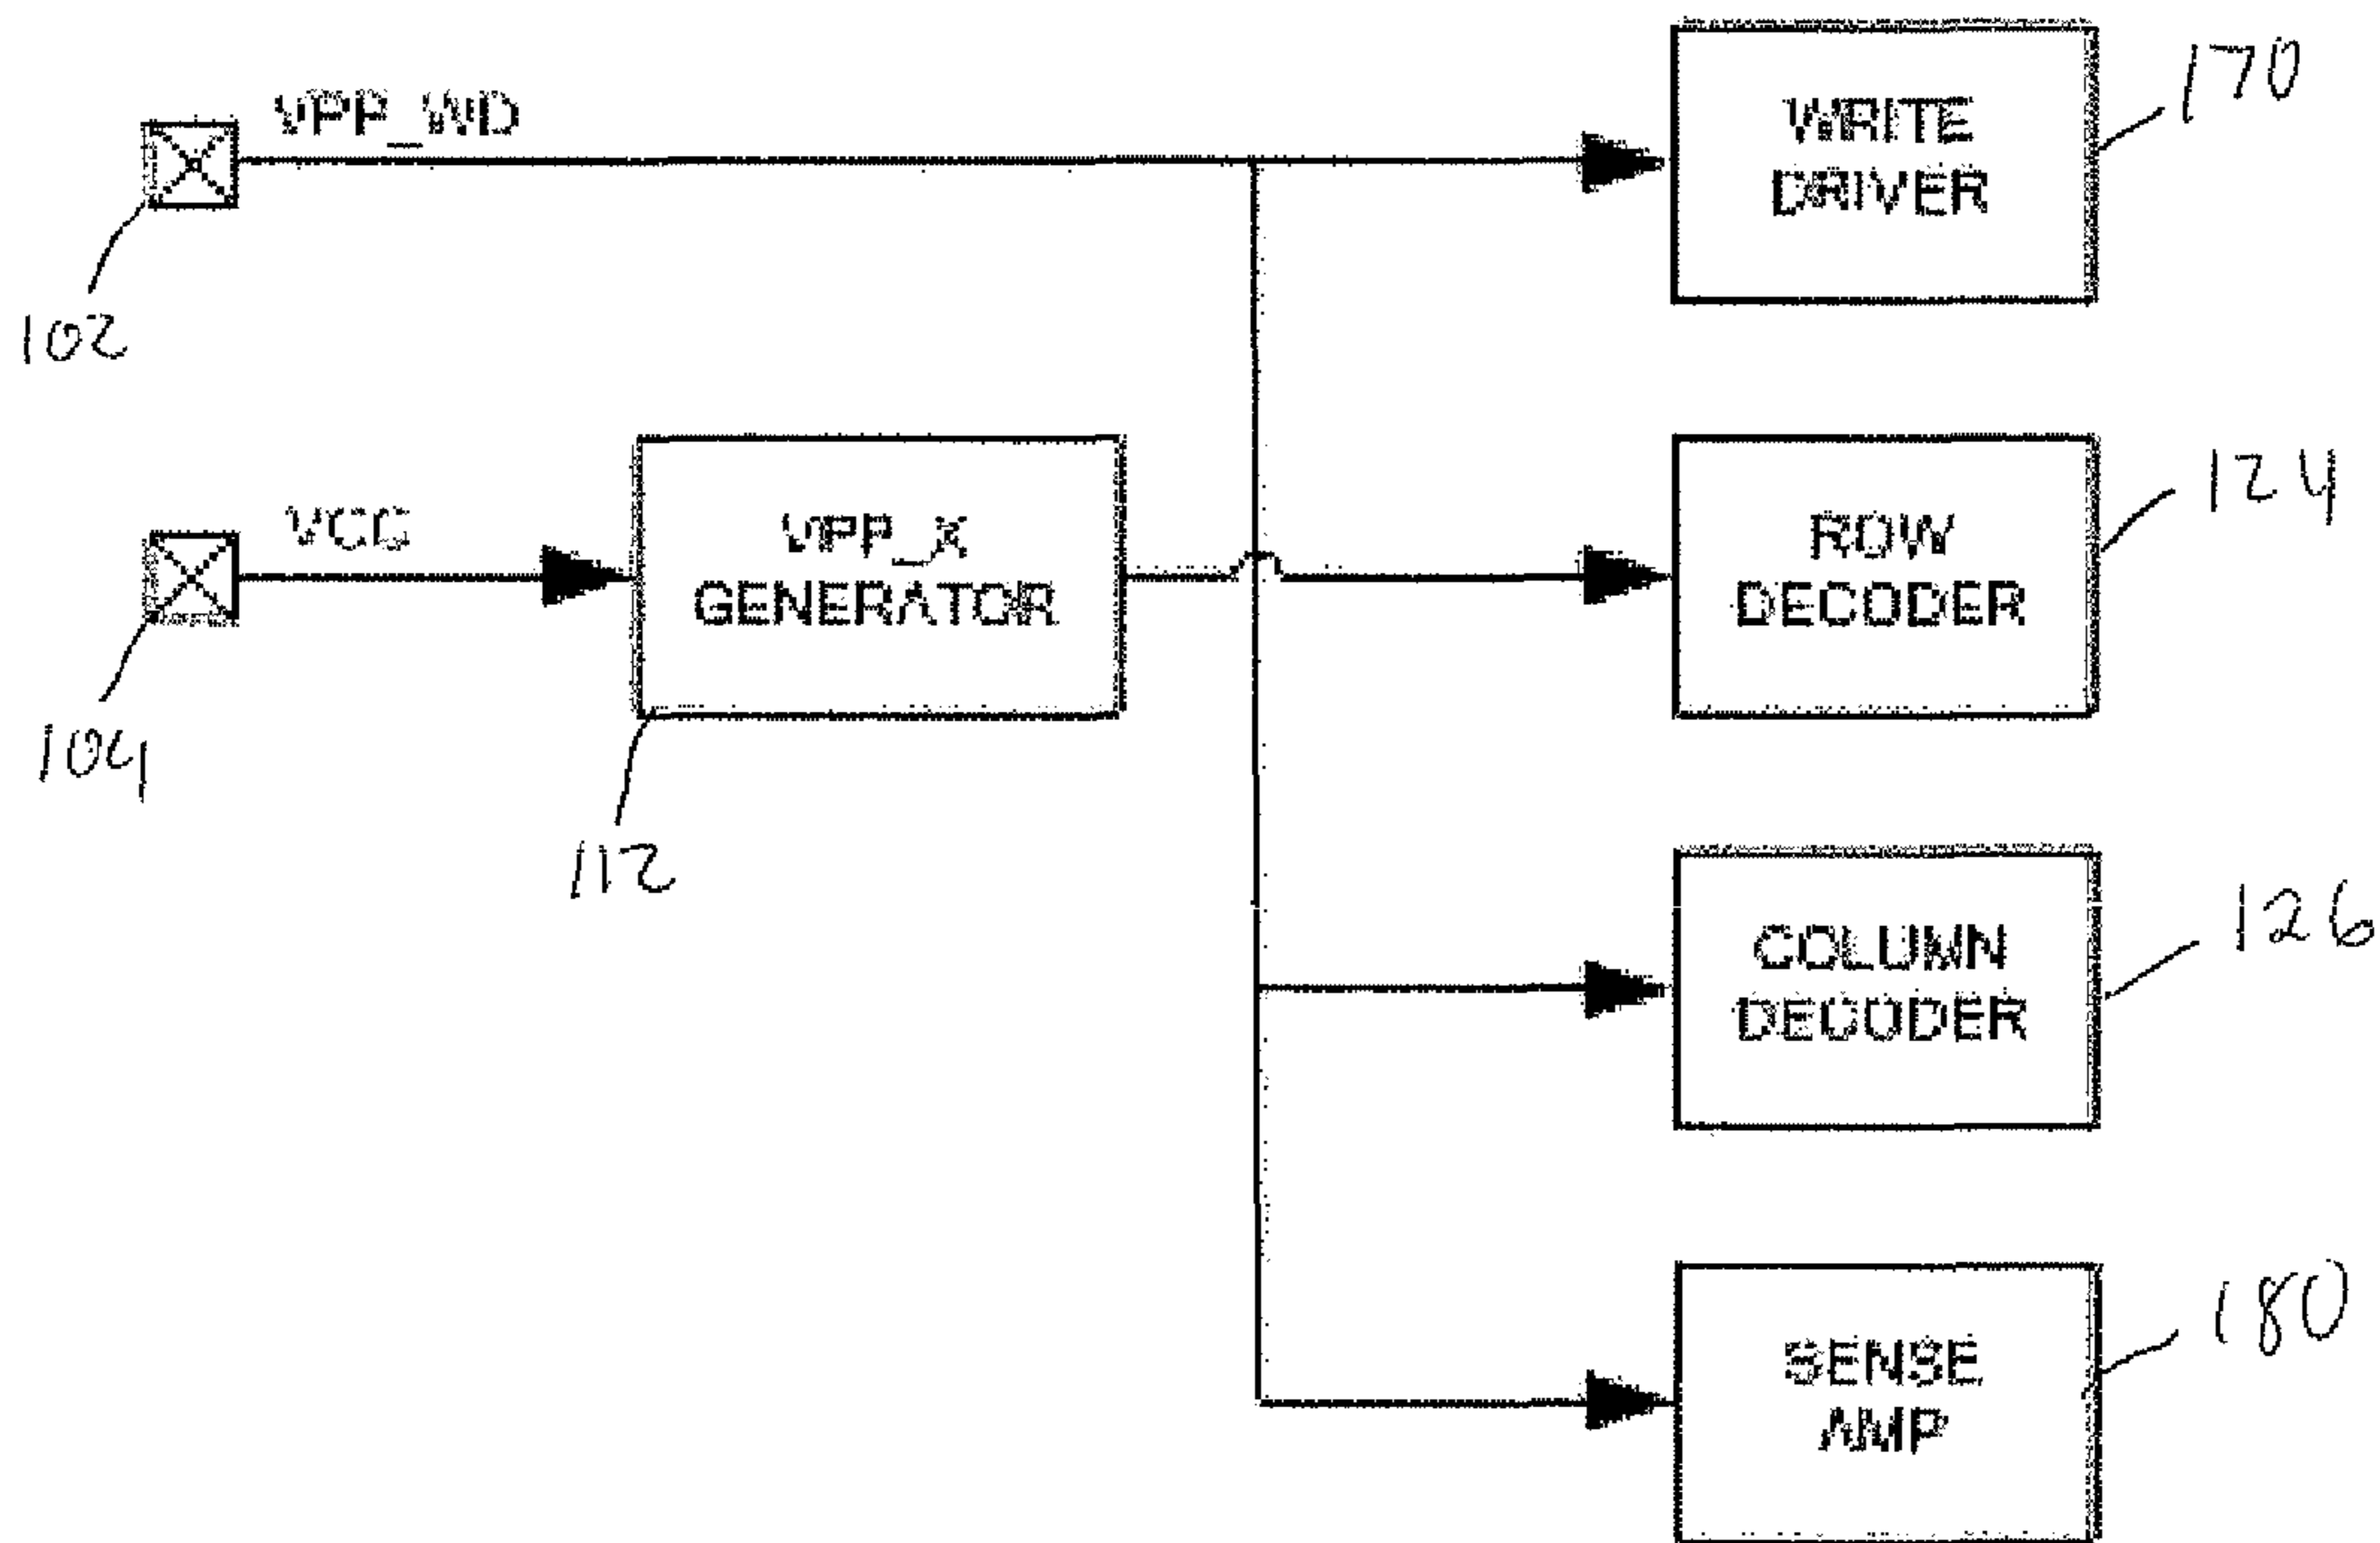 VPP_WD
WRITE
DRIVER
170
102
VCC
VPP_X
GENERATOR
ROW
DECODER
124
104
112
COLUMN
DECODER
126
SENSE
AMP
180